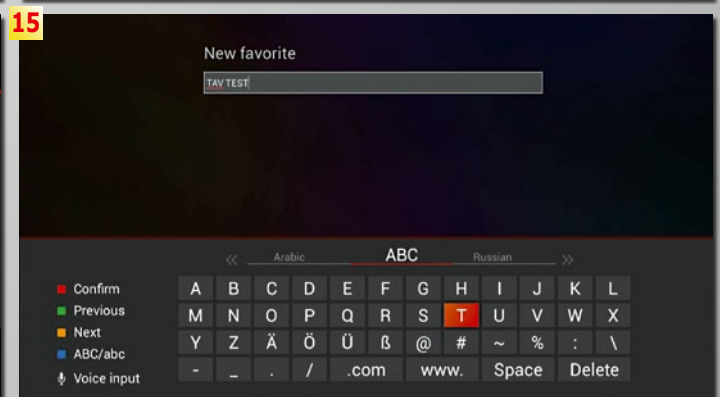 15
New favorite
TAV TEST
<< Arabic ABC Russian >>
Confirm
Previous
Next
ABC/abc
Voice input
A B C D E F G H I J K L
M N O P Q R S T U V W X
Y Z Ä Ö Ü ß @ # ~ % : \
- _ . / .com www. Space Delete